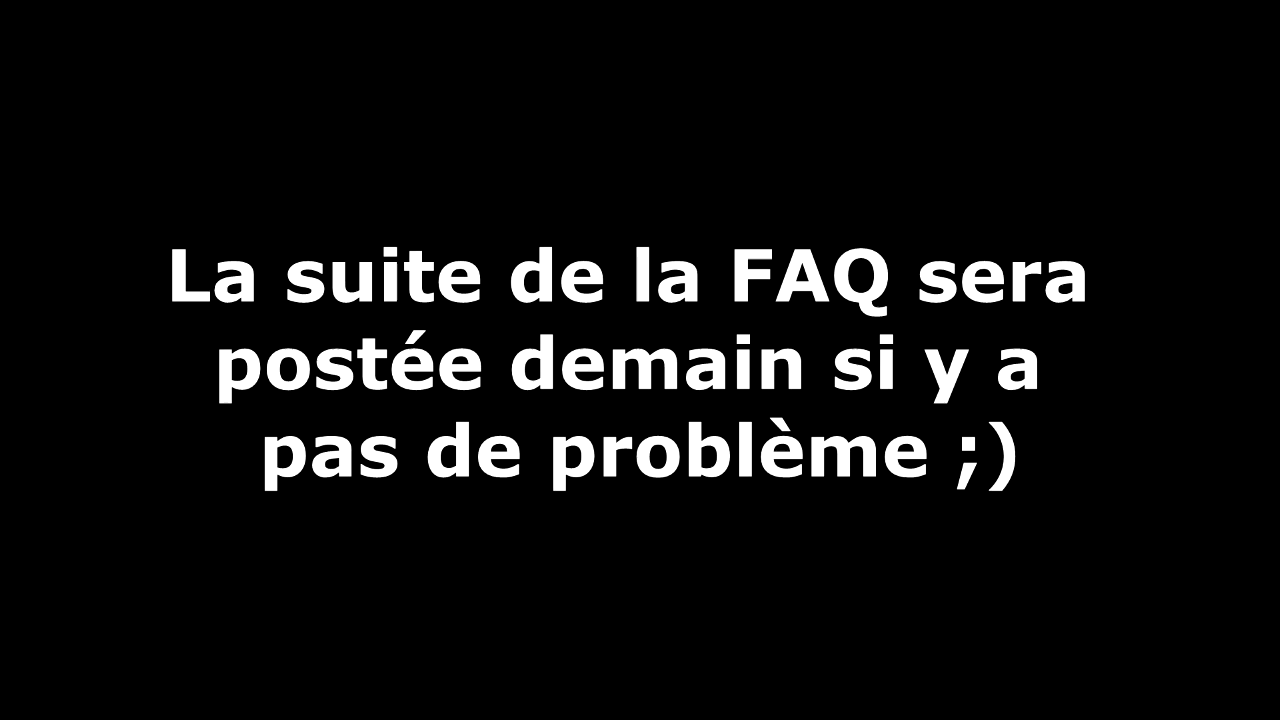 La suite de la FAQ sera
postée demain si y a
pas de problème ;)